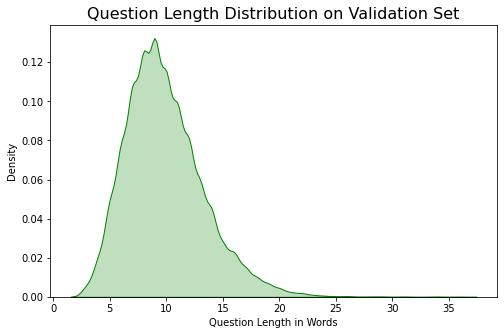 Question Length Distribution on Validation Set
0.12
0.10
0.08
0.06
0.04
0.02
0.00
Density
0 5 10 15 20 25 30 35
Question Length in Words